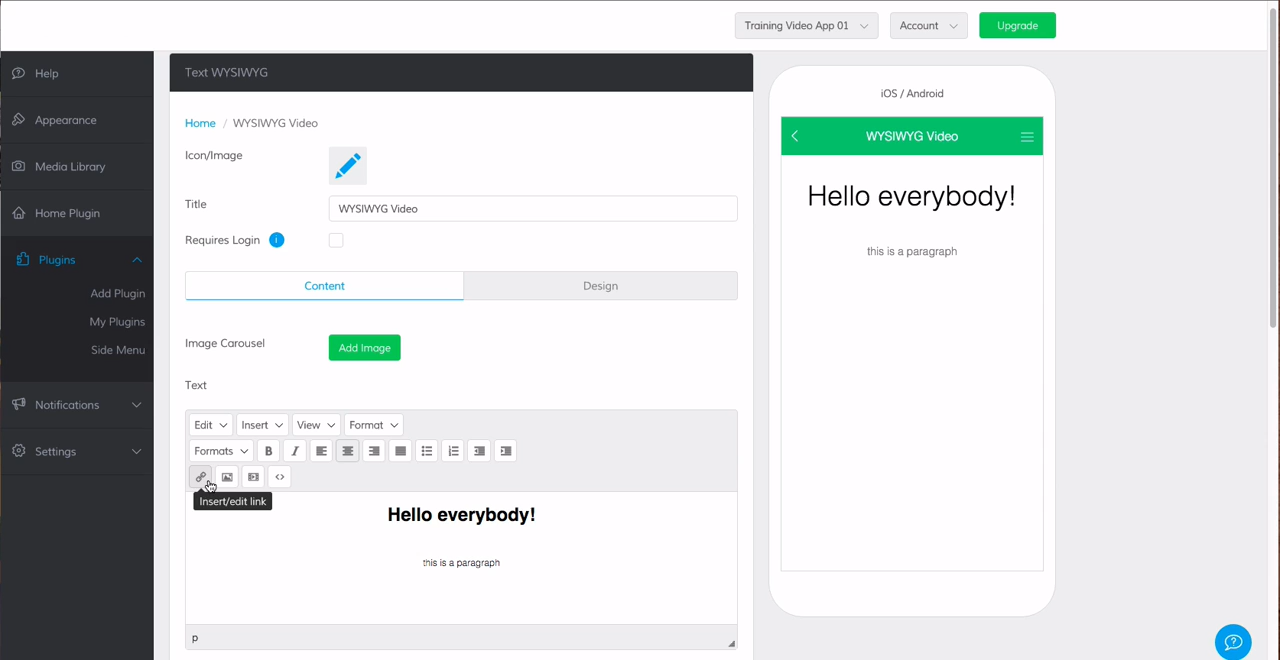 Training Video App 01
Account
Upgrade
Help
Appearance
Media Library
Home Plugin
Plugins
Add Plugin
My Plugins
Side Menu
Notifications
Settings
Text WYSIWYG
Home / WYSIWYG Video
Icon/Image
Title
WYSIWYG Video
Requires Login i
Content
Design
Image Carousel
Add Image
Text
Edit Insert View Format
Formats B I
Insert/edit link
Hello everybody!
this is a paragraph
p
iOS / Android
WYSIWYG Video
Hello everybody!
this is a paragraph